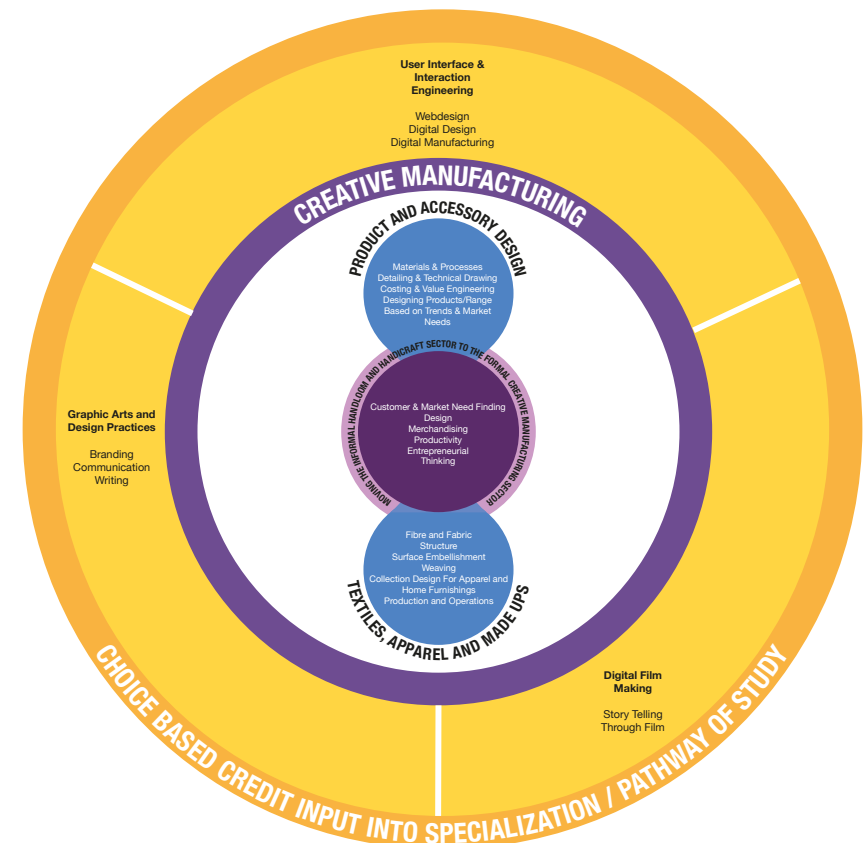 User Interface &
Interaction
Engineering
Webdesign
Digital Design
Digital Manufacturing
CREATIVE MANUFACTURING
PRODUCT AND ACCESSORY DESIGN
Materials & Processes
Detailing & Technical Drawing
Costing & Value Engineering
Designing Products/Range
Based on Trends & Market
Needs
MOVING THE INFORMAL HANDLOOM AND HANDICRAFT SECTOR TO THE FORMAL CREATIVE MANUFACTURING SECTOR
Customer & Market Need Finding
Design
Merchandising
Productivity
Entrepreneurial
Thinking
Graphic Arts and
Design Practices
Branding
Communication
Writing
Fibre and Fabric
Structure
Surface Embellishment
Weaving
Collection Design For Apparel and
Home Furnishings
Production and Operations
TEXTILES, APPAREL AND MADE UPS
Digital Film
Making
Story Telling
Through Film
CHOICE BASED CREDIT INPUT INTO SPECIALIZATION / PATHWAY OF STUDY